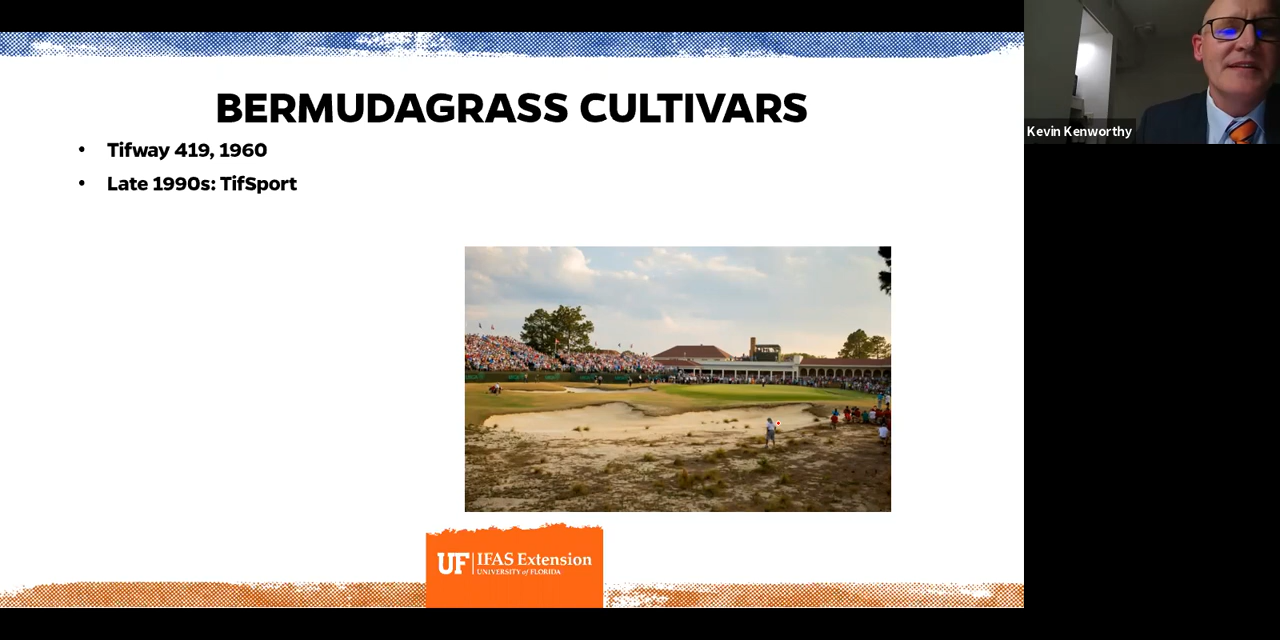 BERMUDAGRASS CULTIVARS
• Tifway 419, 1960
• Late 1990s: TifSport
Kevin Kenworthy
UF IFAS Extension
UNIVERSITY of FLORIDA